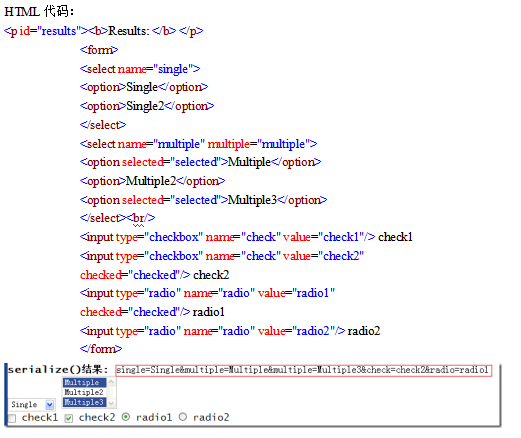 HTML 代码：
<p id="results"><b>Results: </b> </p>
<form>
<select name="single">
<option>Single</option>
<option>Single2</option>
</select>
<select name="multiple" multiple="multiple">
<option selected="selected">Multiple</option>
<option>Multiple2</option>
<option selected="selected">Multiple3</option>
</select><br/>
<input type="checkbox" name="check" value="check1"/> check1
<input type="checkbox" name="check" value="check2"
checked="checked"/> check2
<input type="radio" name="radio" value="radio1"
checked="checked"/> radio1
<input type="radio" name="radio" value="radio2"/> radio2
</form>
serialize()结果: single=Single&multiple=Multiple&multiple=Multiple3&check=check2&radio=radio1
Multiple
Multiple2
Single Multiple3
check1 check2 radio1 radio2